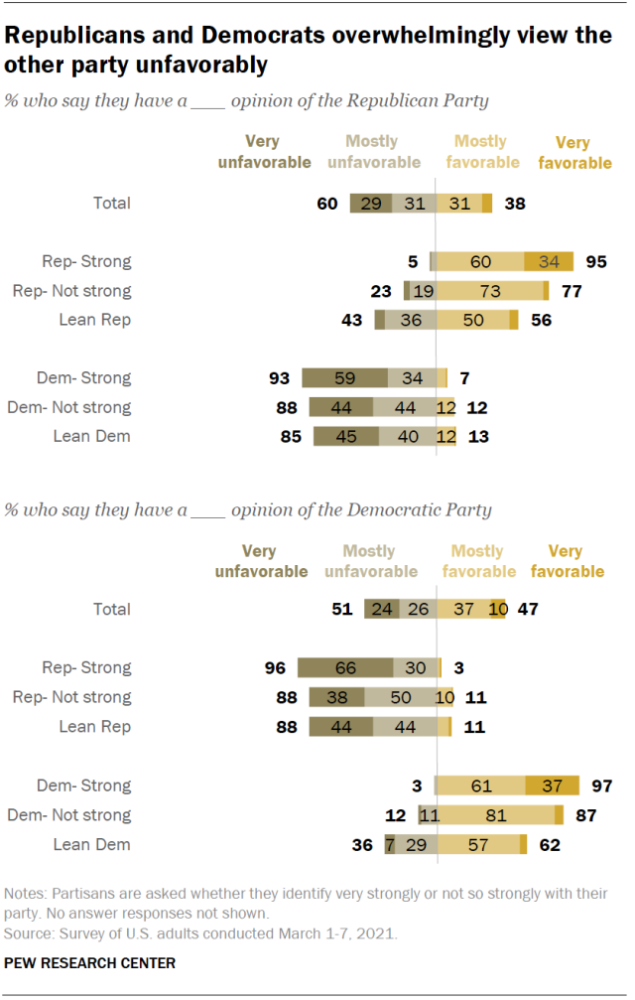 Republicans and Democrats overwhelmingly view the
other party unfavorably
% who say they have a ____ opinion of the Republican Party
Very unfavorable Mostly unfavorable Mostly favorable Very favorable
Total 60 29 31 31 38
Rep- Strong 5 60 34 95
Rep- Not strong 23 19 73 77
Lean Rep 43 36 50 56
Dem- Strong 93 59 34 7
Dem- Not strong 88 44 44 12 12
Lean Dem 85 45 40 12 13
% who say they have a ____ opinion of the Democratic Party
Very unfavorable Mostly unfavorable Mostly favorable Very favorable
Total 51 24 26 37 10 47
Rep- Strong 96 66 30 3
Rep- Not strong 88 38 50 10 11
Lean Rep 88 44 44 11
Dem- Strong 3 61 37 97
Dem- Not strong 12 11 81 87
Lean Dem 36 7 29 57 62
Notes: Partisans are asked whether they identify very strongly or not so strongly with their
party. No answer responses not shown.
Source: Survey of U.S. adults conducted March 1-7, 2021.
PEW RESEARCH CENTER